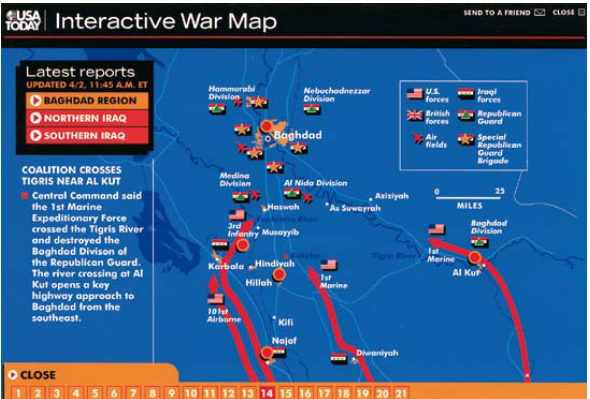 USA
TODAY
Interactive War Map
SEND TO A FRIEND
CLOSE
Latest reports
UPDATED 4/2, 11:45 A.M. ET
BAGHDAD REGION
NORTHERN IRAQ
SOUTHERN IRAQ
COALITION CROSSES
TIGRIS NEAR AL KUT
Central Command said
the 1st Marine
Expeditionary Force
crossed the Tigris River
and destroyed the
Baghdad Divison of
the Republican Guard.
The river crossing at Al
Kut opens a key
highway approach to
Baghdad from the
southeast.
Hammurabi
Division
Nebuchodnezzar
Division
Baghdad
U.S.
forces
Iraqi
forces
British
forces
Republican
Guard
Air
fields
Special
Republican
Guard
Brigade
0 25
MILES
Medina
Division
Al Nida Division
Haswah
As Suwayrah
Aziziyah
Euphrates River
3rd
Infantry
Musayyib
Karbala
Hindiyah
Hillah
Tigris River
1st
Marine
Baghdad
Division
Al Kut
1st
Marine
101st
Airborne
Kifl
Najaf
Diwaniyah
CLOSE
1 2 3 4 5 6 7 8 9 10 11 12 13 14 15 16 17 18 19 20 21